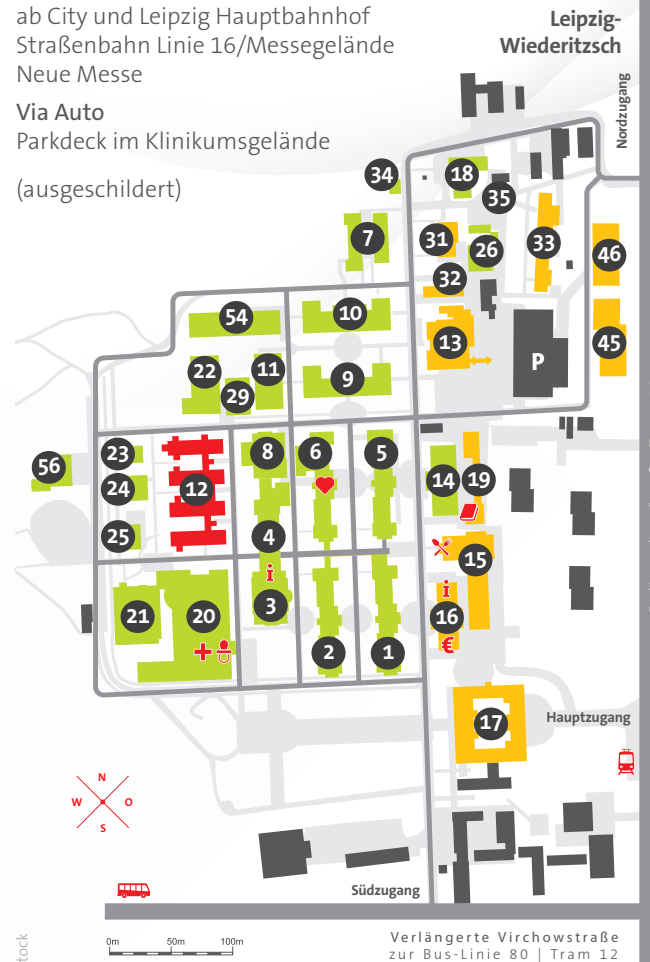 ab City und Leipzig Hauptbahnhof
Straßenbahn Linie 16/Messegelände
Neue Messe
Via Auto
Parkdeck im Klinikumsgelände
(ausgeschildert)
Leipzig-
Wiederitzsch
Nordzugang
34
18
35
7
31
26
33
46
32
54
10
13
45
P
22
11
29
9
23
8
6
5
56
24
12
14
19
25
4
15
i
i
21
20
3
16
2
1
€
17
Hauptzugang
N
W
O
S
Südzugang
0m
50m
100m
Verlängerte Virchowstraße
zur Bus-Linie 80 | Tram 12
tock